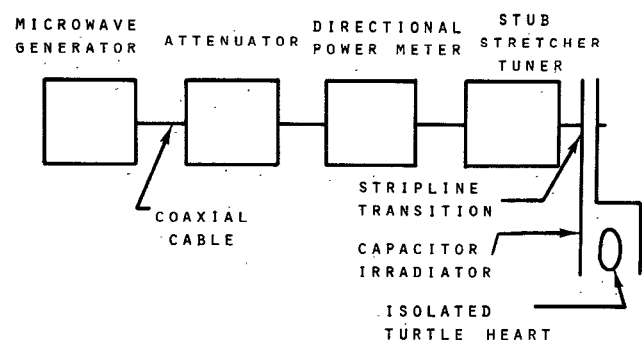 MICROWAVE
GENERATOR
ATTENUATOR
DIRECTIONAL
POWER METER
STUB
STRETCHER
TUNER
COAXIAL
CABLE
STRIPLINE
TRANSITION
CAPACITOR
IRRADIATOR
ISOLATED
TURTLE HEART